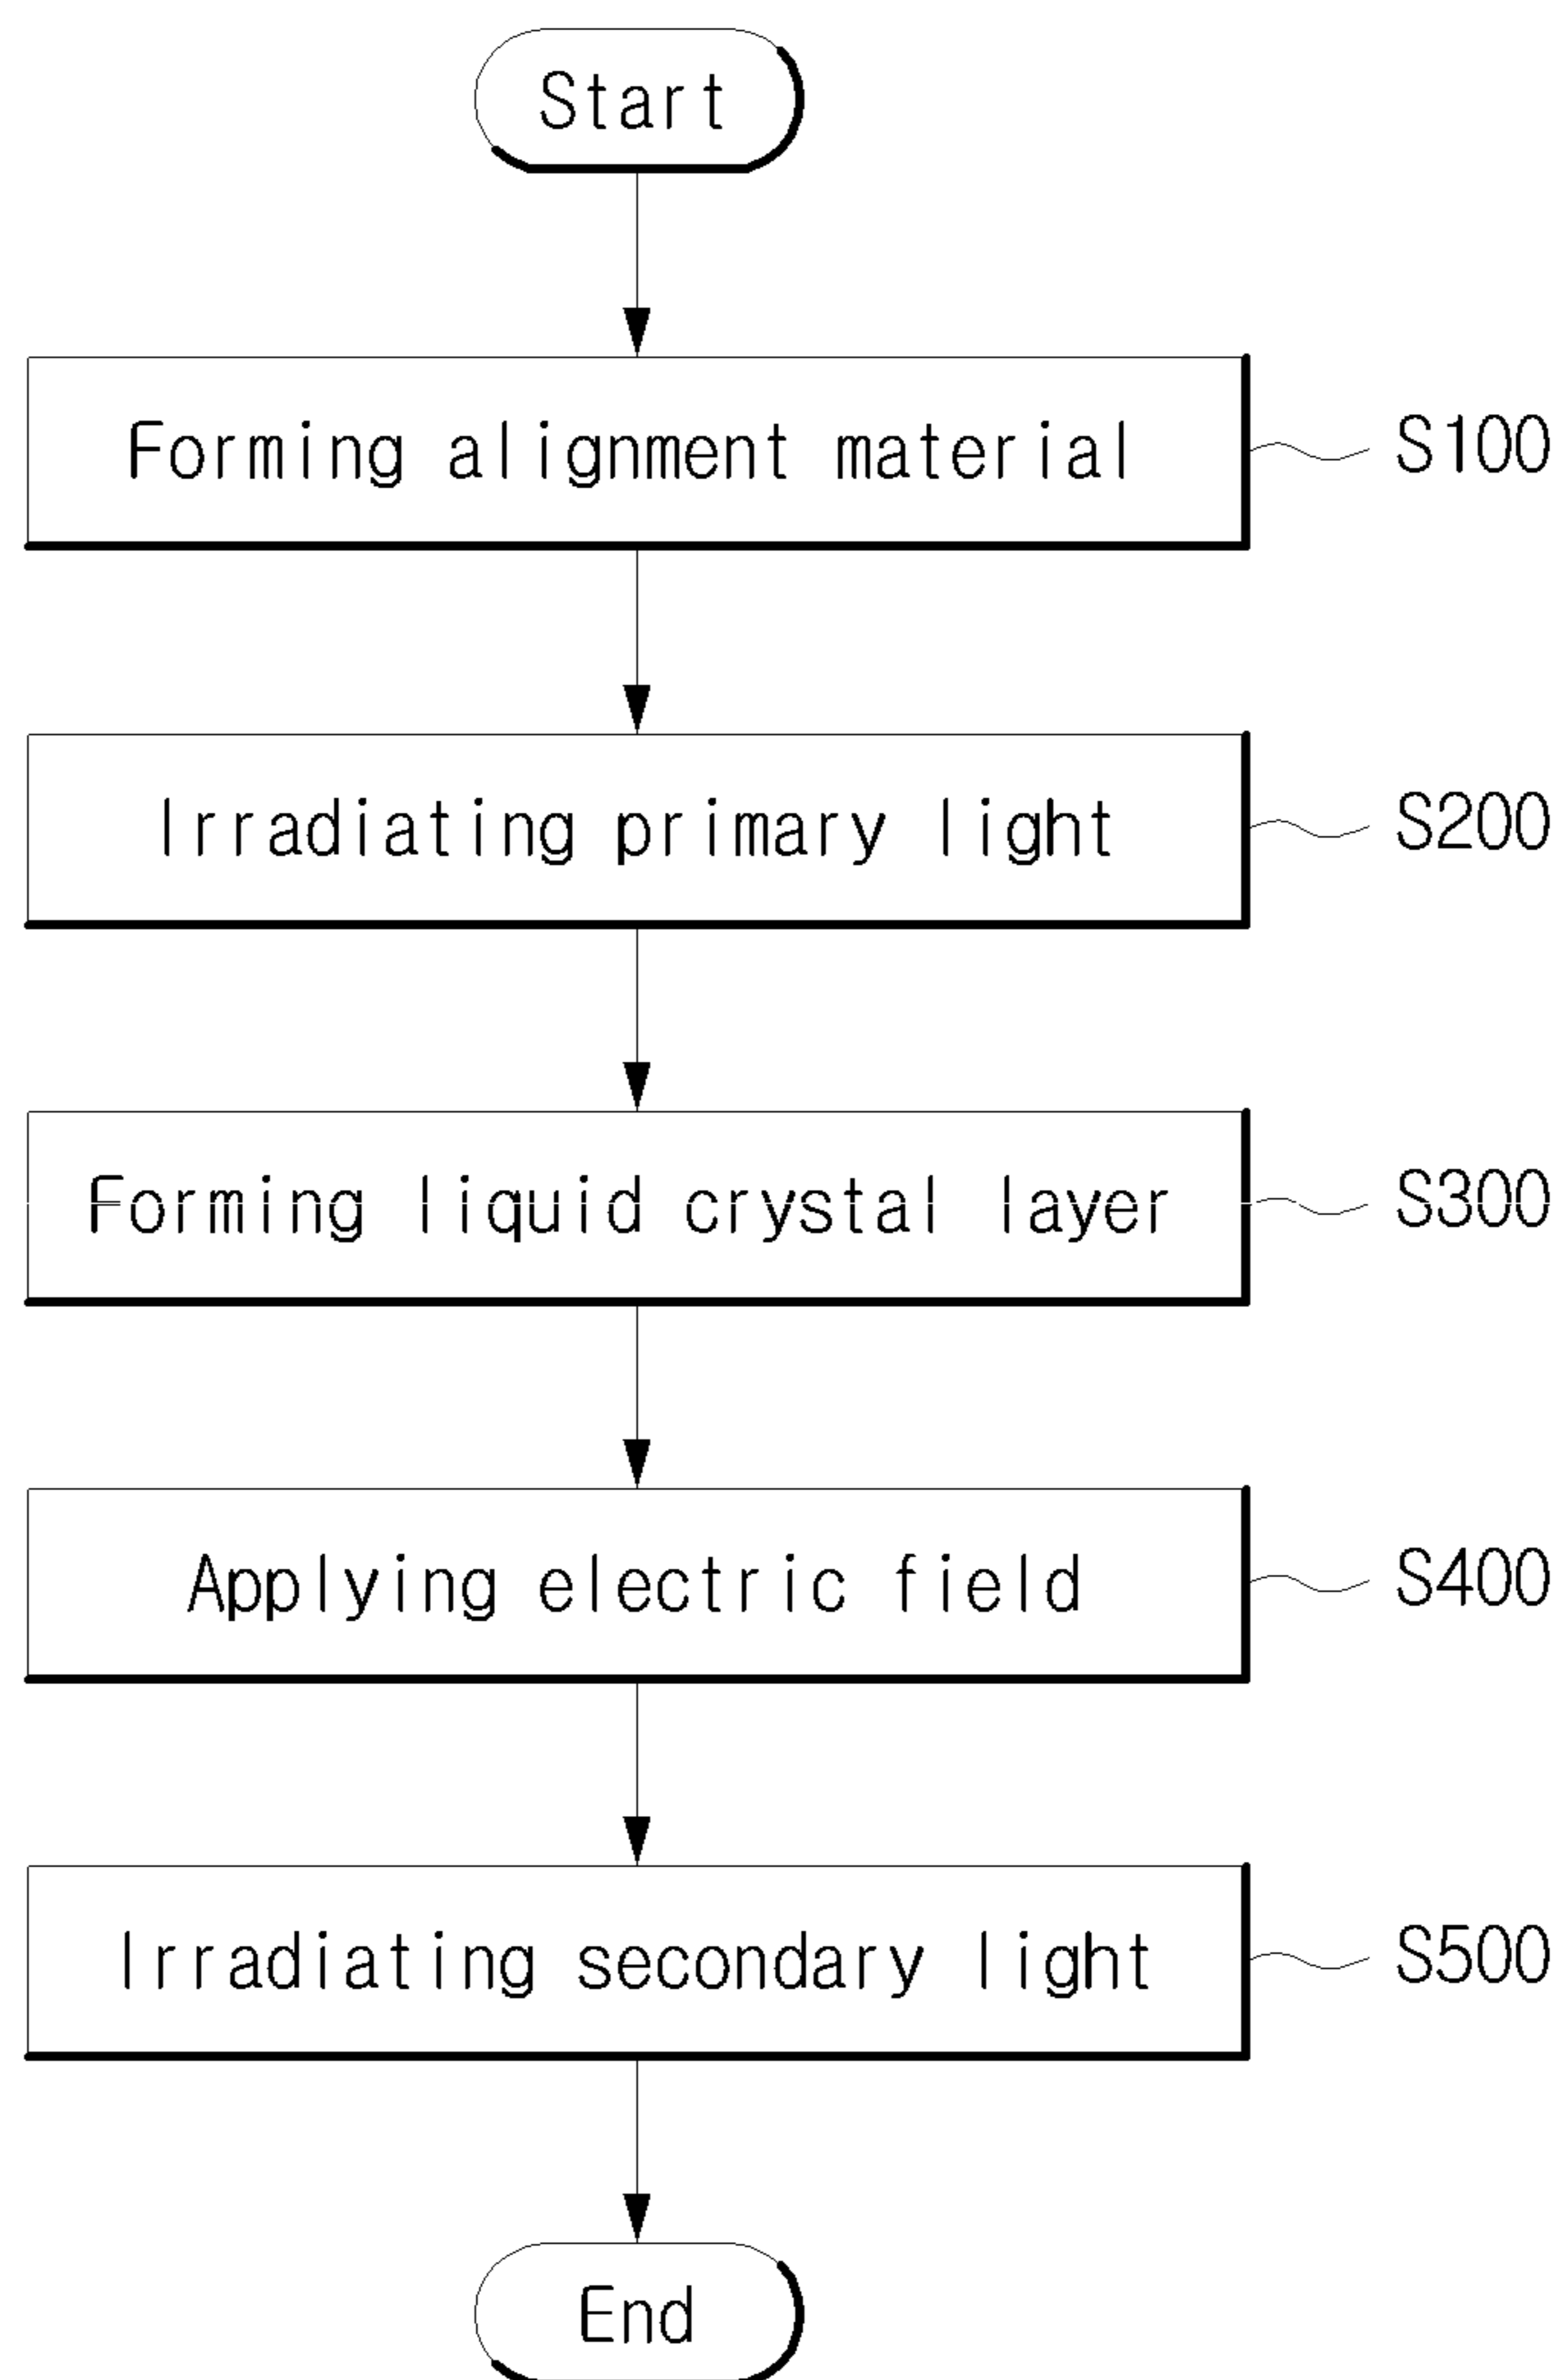 Start
Forming alignment material S100
Irradiating primary light S200
Forming liquid crystal layer S300
Applying electric field S400
Irradiating secondary light S500
End